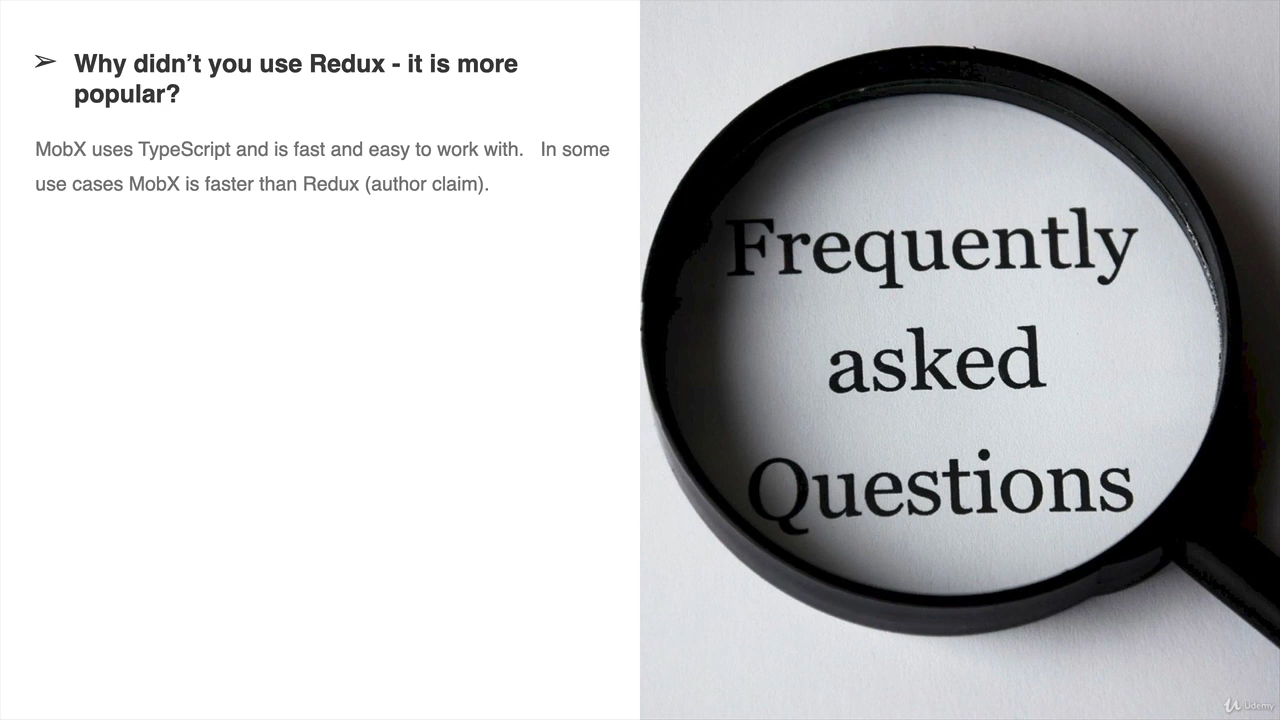 ➢ Why didn’t you use Redux - it is more
popular?
MobX uses TypeScript and is fast and easy to work with.   In some
use cases MobX is faster than Redux (author claim).
Frequently
asked
Questions
Udemy